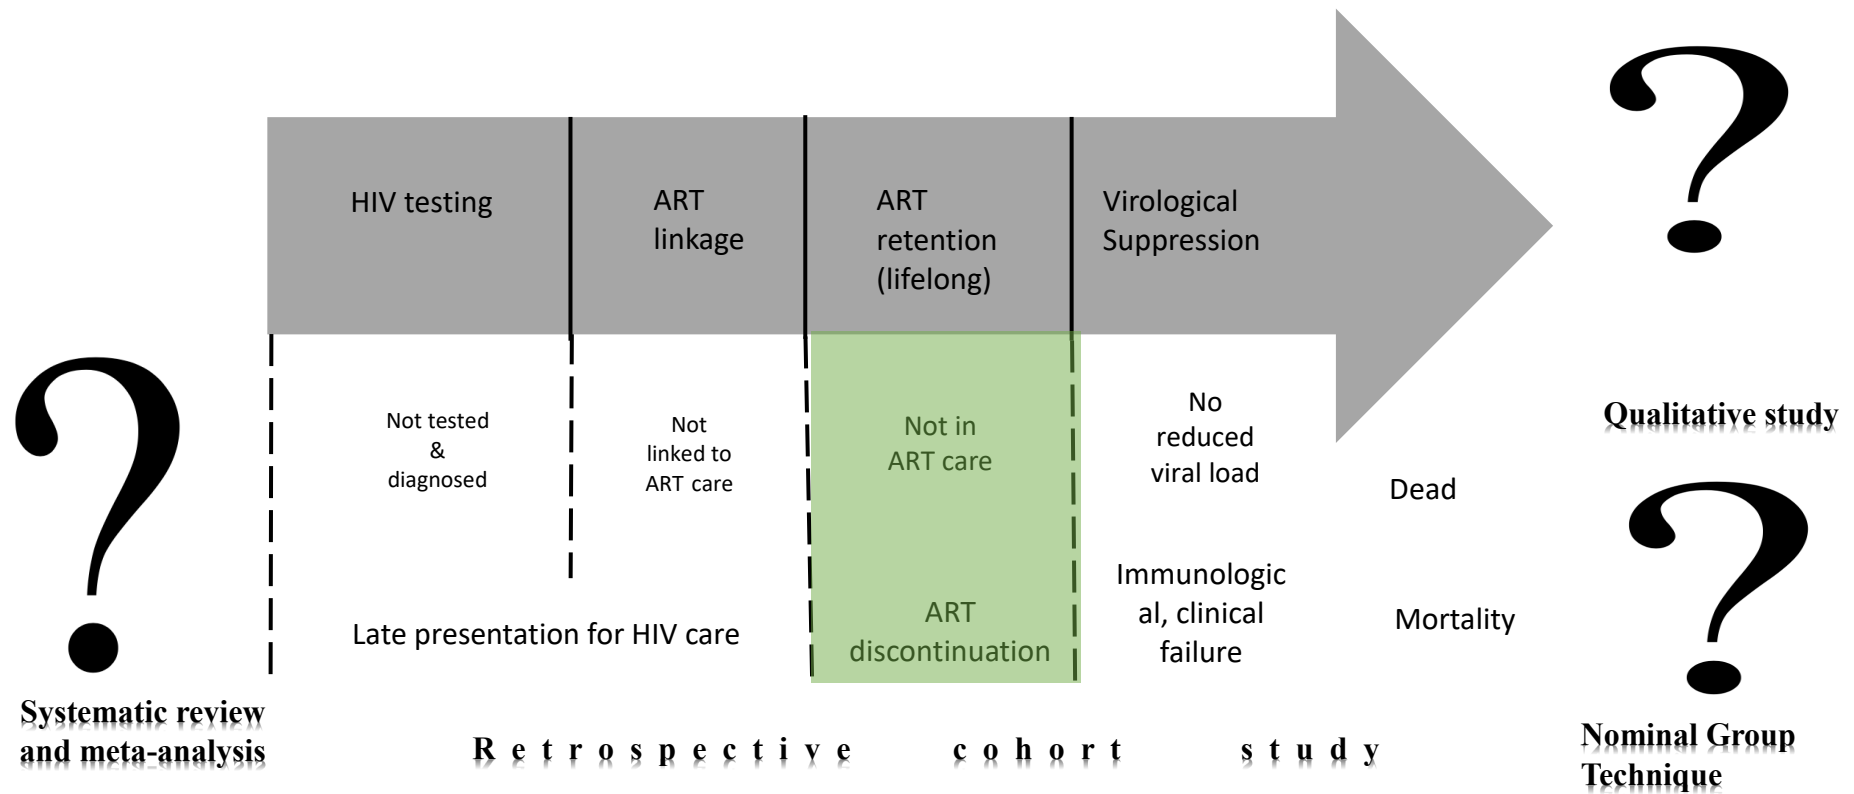 HIV testing
ART
linkage
ART
retention
(lifelong)
Virological
Suppression
?
?
Not tested
&
diagnosed
Not
linked to
ART care
Not in
ART care
No
reduced
viral load
Dead
Qualitative study
Late presentation for HIV care
ART
discontinuation
Immunologic
al, clinical
failure
Mortality
?
Systematic review
and meta-analysis
Retrospective cohort study
Nominal Group
Technique